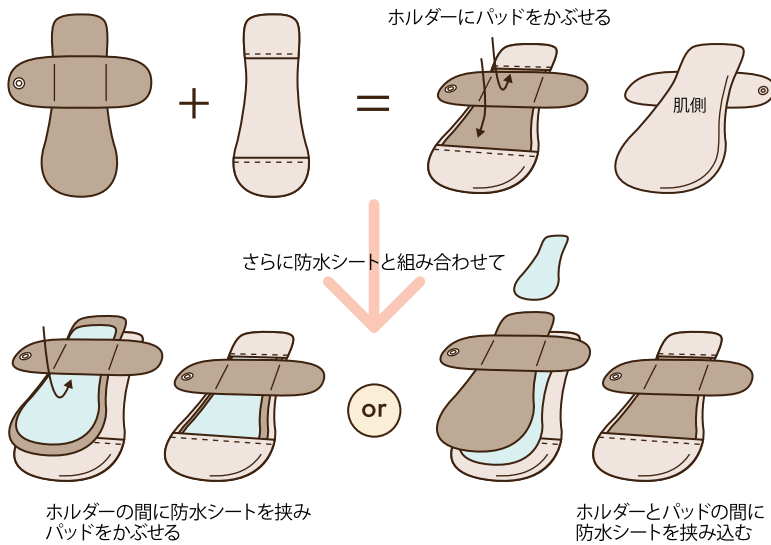 ホルダーにパッドをかぶせる
肌側
さらに防水シートと組み合わせて
or
ホルダーの間に防水シートを挟み
パッドをかぶせる
ホルダーとパッドの間に
防水シートを挟み込む